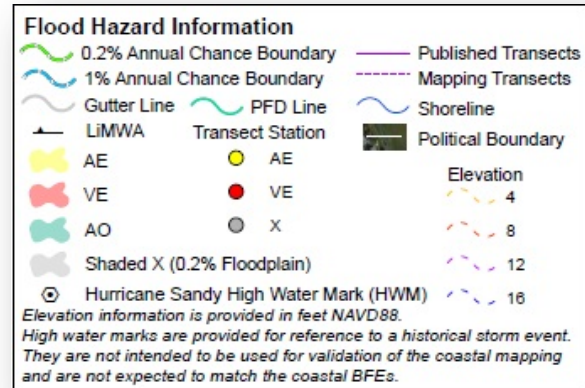 Flood Hazard Information
0.2% Annual Chance Boundary
Published Transects
1% Annual Chance Boundary
Mapping Transects
Gutter Line
PFD Line
Shoreline
LiMWA
Transect Station
Political Boundary
AE
AE
Elevation
VE
VE
4
AO
X
8
Shaded X (0.2% Floodplain)
12
Hurricane Sandy High Water Mark (HWM)
16
Elevation information is provided in feet NAVD88.
High water marks are provided for reference to a historical storm event.
They are not intended to be used for validation of the coastal mapping
and are not expected to match the coastal BFEs.